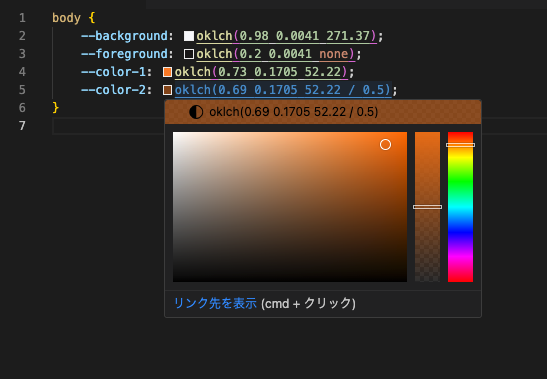 1 body {
2 --background: oklch(0.98 0.0041 271.37);
3 --foreground: oklch(0.2 0.0041 none);
4 --color-1: oklch(0.73 0.1705 52.22);
5 --color-2: oklch(0.69 0.1705 52.22 / 0.5);
6 }
7
oklch(0.69 0.1705 52.22 / 0.5)
リンク先を表示 (cmd + クリック)